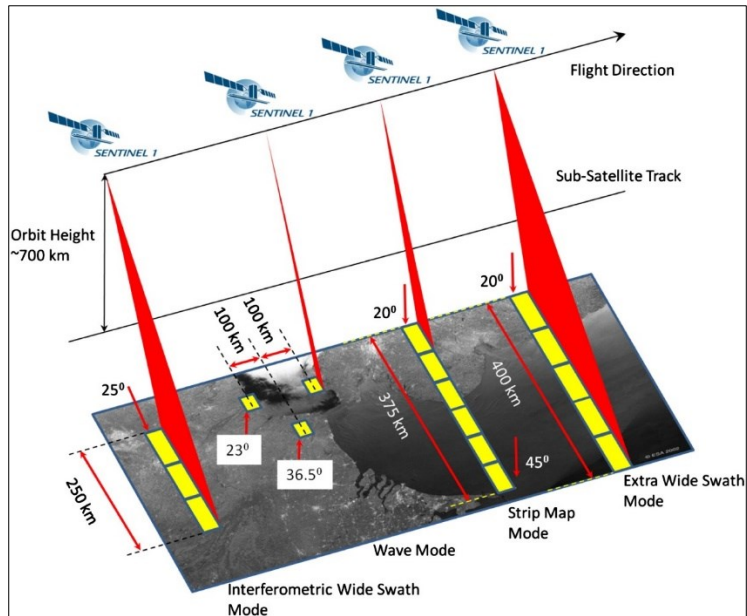 SENTINEL 1
SENTINEL 1
SENTINEL 1
SENTINEL 1
Flight Direction
Sub-Satellite Track
Orbit Height
~700 km
100 km
100 km
20⁰
20⁰
25⁰
23⁰
36.5⁰
375 km
400 km
45⁰
250 km
© ESA 2002
Extra Wide Swath
Mode
Strip Map
Mode
Wave Mode
Interferometric Wide Swath
Mode